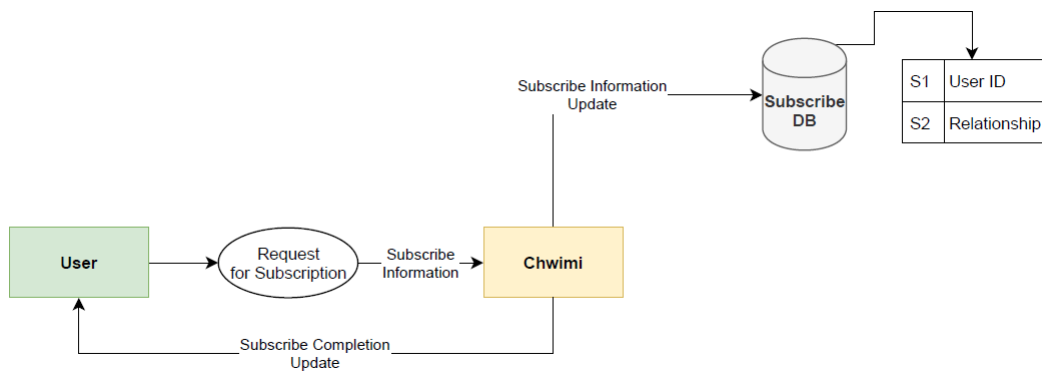 Subscribe Information
Update
Subscribe
DB
S1 User ID
S2 Relationship
User
Request
for Subscription
Subscribe
Information
Chwimi
Subscribe Completion
Update